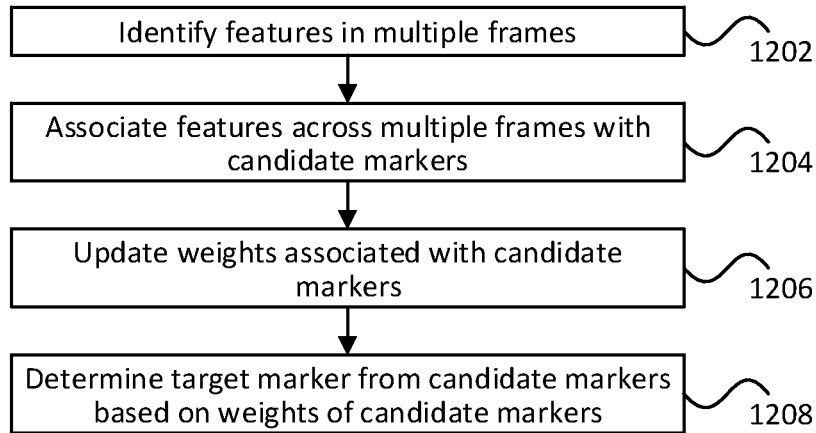 Identify features in multiple frames
1202
Associate features across multiple frames with
candidate markers
1204
Update weights associated with candidate
markers
1206
Determine target marker from candidate markers
based on weights of candidate markers
1208